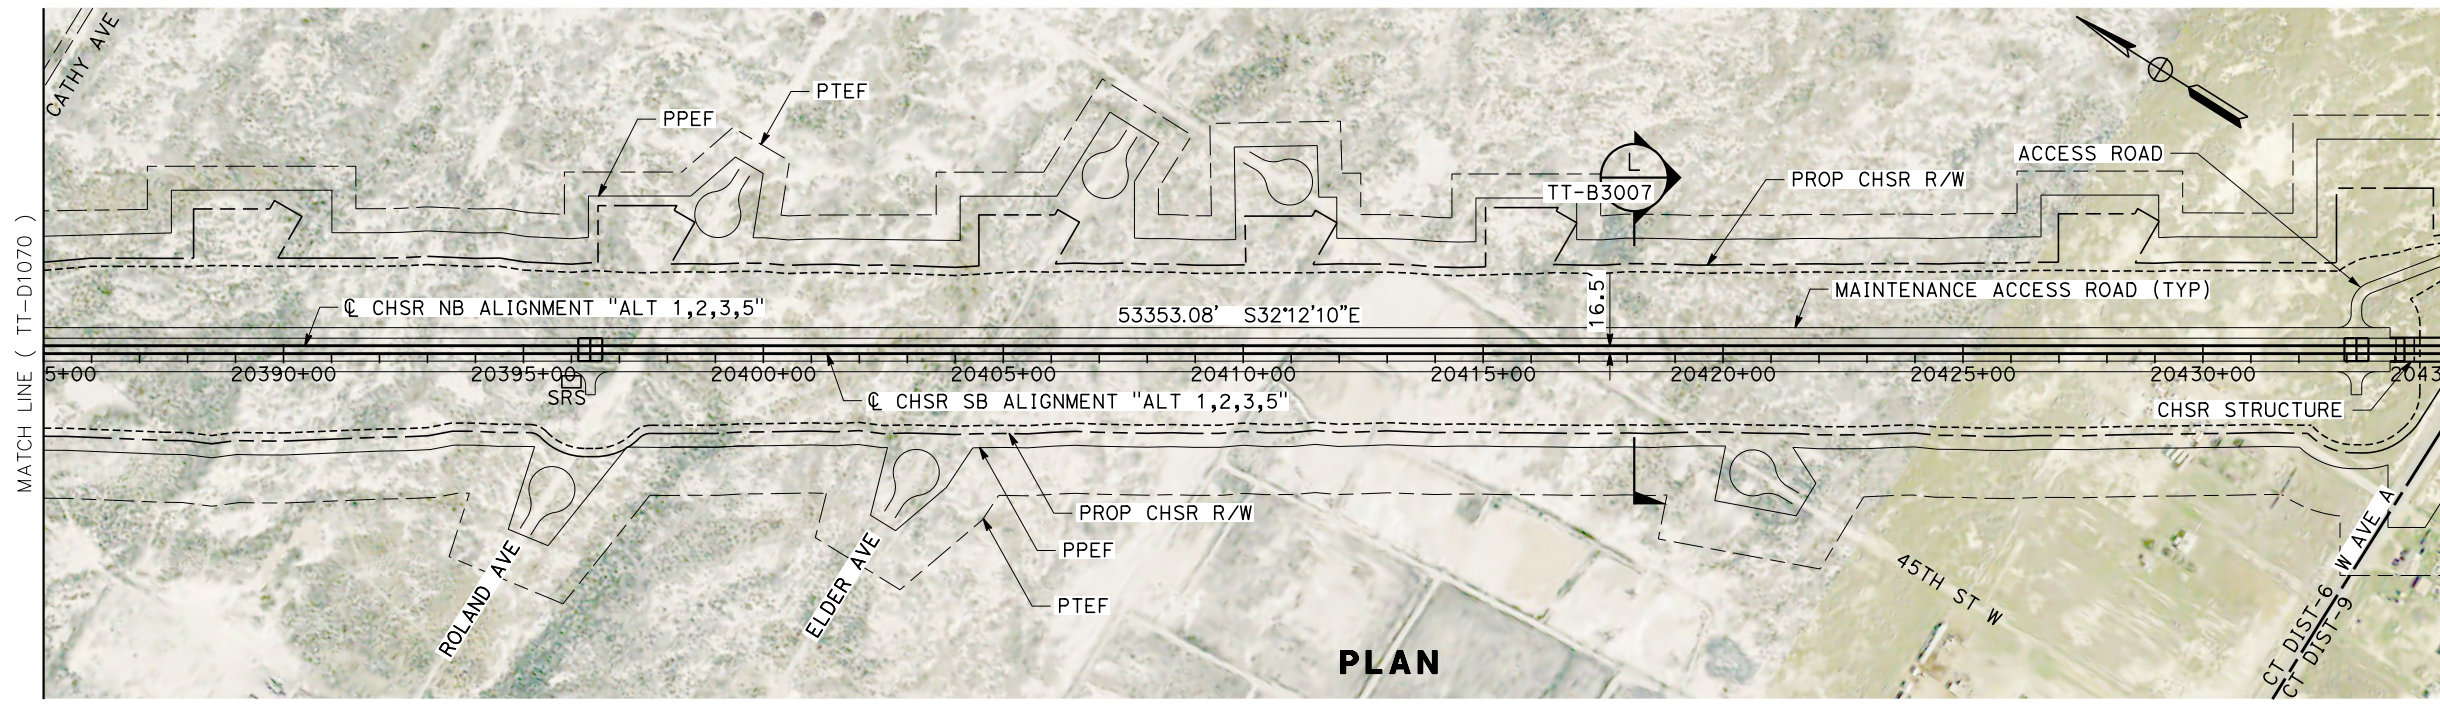 CATHY AVE
PTEF
PPEF
L
TT-B3007
ACCESS ROAD
PROP CHSR R/W
MATCH LINE ( TT-D1070 )
℄ CHSR NB ALIGNMENT "ALT 1,2,3,5"
53353.08' S32°12'10"E
16.5'
MAINTENANCE ACCESS ROAD (TYP)
5+00
20390+00
20395+00
20400+00
20405+00
20410+00
20415+00
20420+00
20425+00
20430+00
2043
SRS
℄ CHSR SB ALIGNMENT "ALT 1,2,3,5"
CHSR STRUCTURE
PROP CHSR R/W
PPEF
PTEF
ROLAND AVE
ELDER AVE
45TH ST W
W AVE A
CT DIST-6
CT DIST-9
PLAN